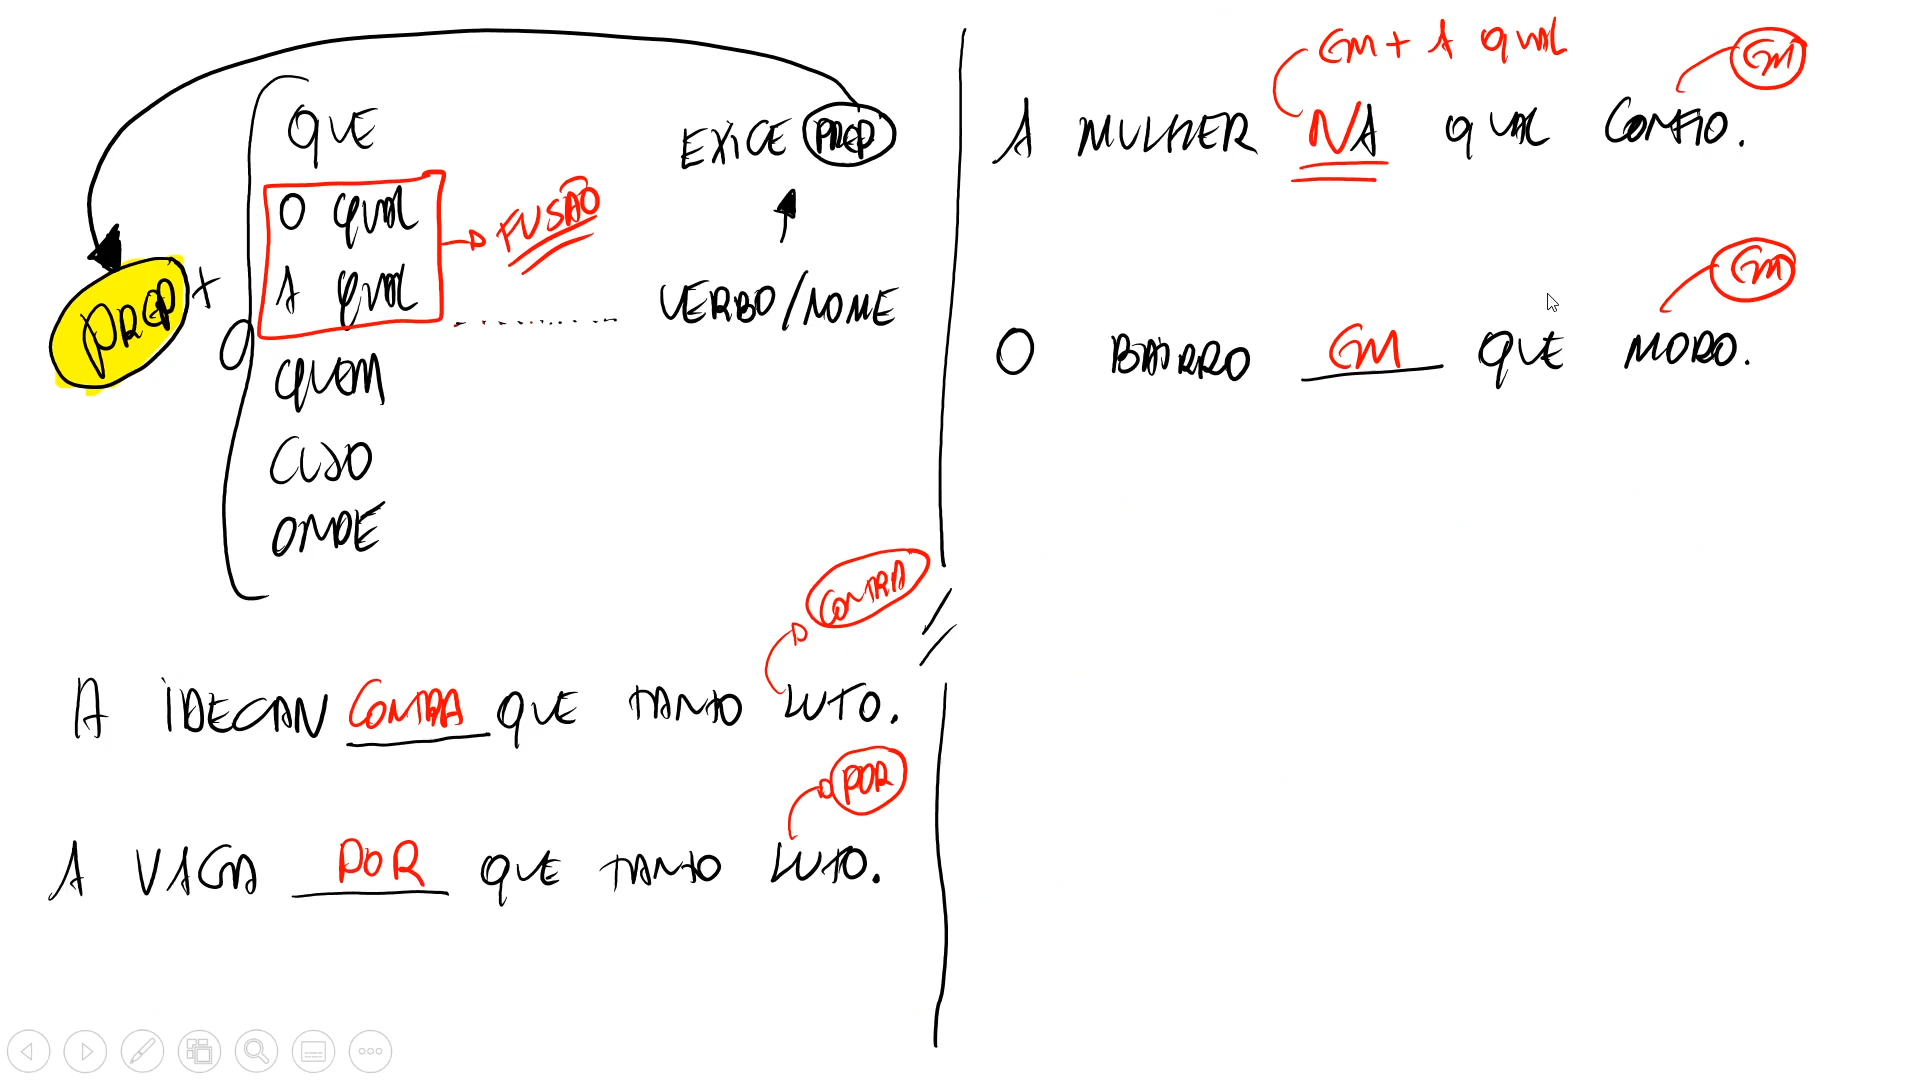 QUE
EXIGE PREP
O QUAL
A QUAL
FUSÃO
PREP +
VERBO/NOME
QUEM
CUJO
ONDE
CONTRA
A IDECAN CONTRA QUE TANTO LUTO.
POR
A VAGA POR QUE TANTO LUTO.
EM + A QUAL
EM
A MULHER NA QUAL CONFIO.
EM
O BAIRRO EM QUE MORO.